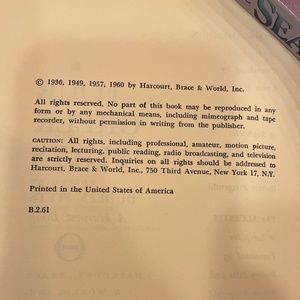 SEA
© 1936, 1949, 1957, 1960 by Harcourt, Brace & World, Inc.
All rights reserved. No part of this book may be reproduced in any
form or by any mechanical means, including mimeograph and tape
recorder, without permission in writing from the publisher.
CAUTION: All rights, including professional, amateur, motion picture,
recitation, lecturing, public reading, radio broadcasting, and television
are strictly reserved. Inquiries on all rights should be addressed to
Harcourt, Brace & World, Inc., 750 Third Avenue, New York 17, N.Y.
Printed in the United States of America
B.2.61